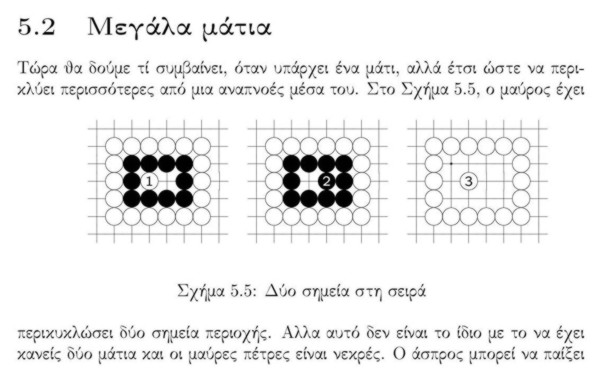 5.2 Μεγάλα μάτια
Τώρα θα δούμε τί συμβαίνει, όταν υπάρχει ένα μάτι, αλλά έτσι ώστε να περι-
κλύει περισσότερες από μια αναπνοές μέσα του. Στο Σχήμα 5.5, ο μαύρος έχει
1 2 3
Σχήμα 5.5: Δύο σημεία στη σειρά
περικυκλώσει δύο σημεία περιοχής. Αλλα αυτό δεν είναι το ίδιο με το να έχει
κανείς δύο μάτια και οι μαύρες πέτρες είναι νεκρές. Ο άσπρος μπορεί να παίξει